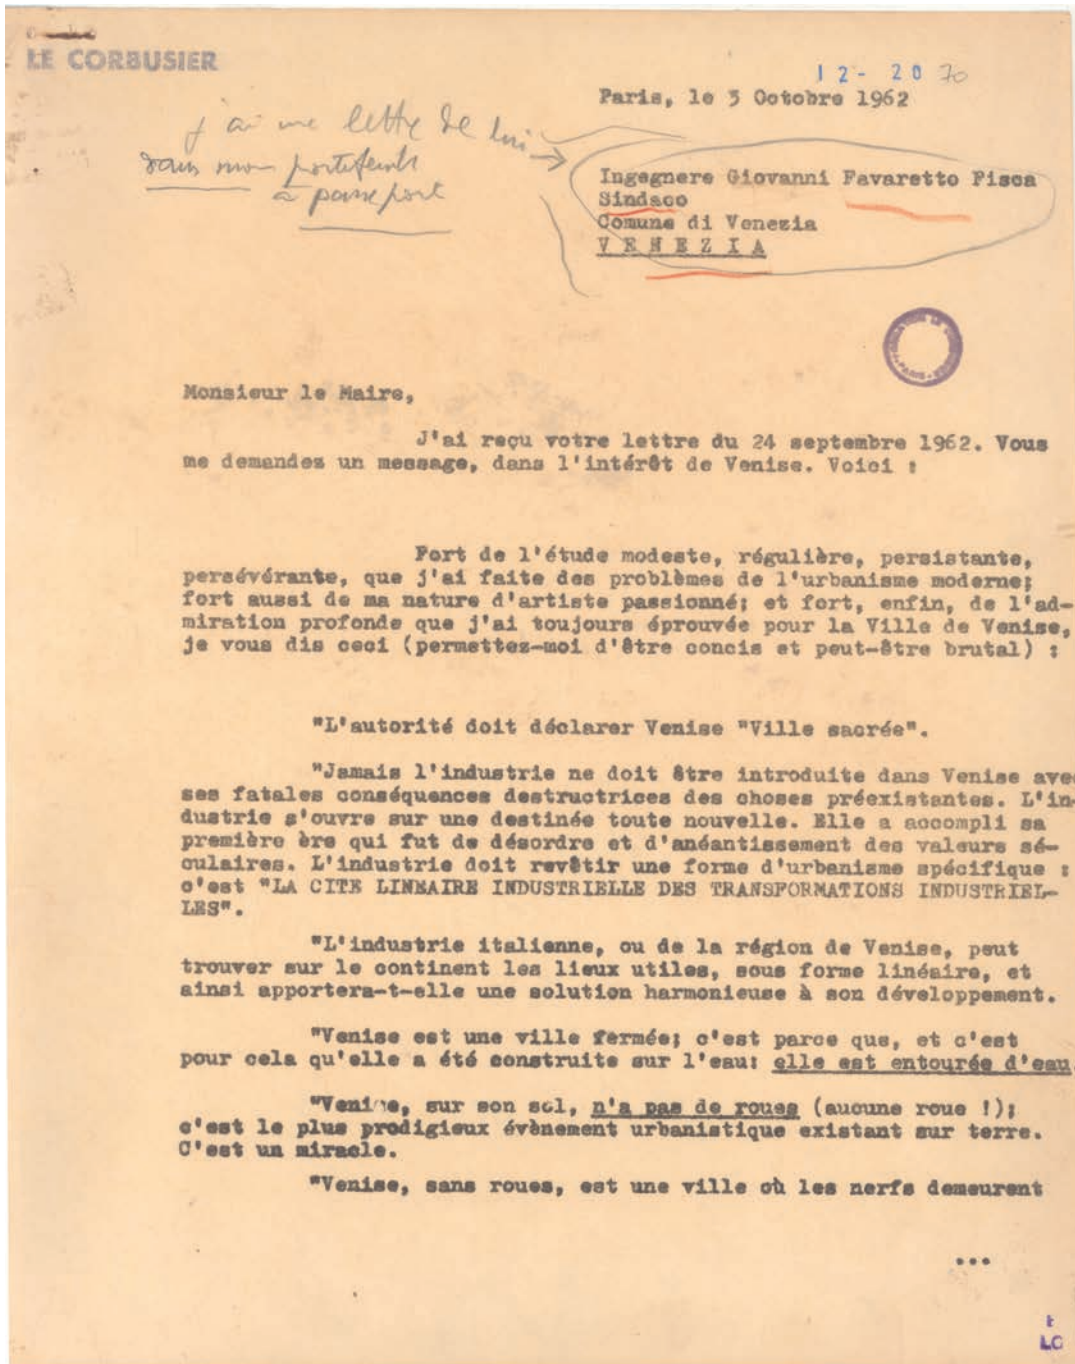 LE CORBUSIER
12-20 70
Paris, le 3 Octobre 1962
j'ai une lettre de lui
dans mon portefeuille
à passeport
Ingegnere Giovanni Favaretto Fisca
Sindaco
Comune di Venezia
VENEZIA
Monsieur le Maire,
J'ai reçu votre lettre du 24 septembre 1962. Vous
me demandez un message, dans l'intérêt de Venise. Voici :
Fort de l'étude modeste, régulière, persistante,
persévérante, que j'ai faite des problèmes de l'urbanisme moderne;
fort aussi de ma nature d'artiste passionné; et fort, enfin, de l'ad-
miration profonde que j'ai toujours éprouvée pour la Ville de Venise,
je vous dis ceci (permettez-moi d'être concis et peut-être brutal) :
"L'autorité doit déclarer Venise "Ville sacrée".
"Jamais l'industrie ne doit être introduite dans Venise avec
ses fatales conséquences destructrices des choses préexistantes. L'in-
dustrie s'ouvre sur une destinée toute nouvelle. Elle a accompli sa
première ère qui fut de désordre et d'anéantissement des valeurs sé-
culaires. L'industrie doit revêtir une forme d'urbanisme spécifique :
c'est "LA CITE LINEAIRE INDUSTRIELLE DES TRANSFORMATIONS INDUSTRIEL-
LES".
"L'industrie italienne, ou de la région de Venise, peut
trouver sur le continent les lieux utiles, sous forme linéaire, et
ainsi apportera-t-elle une solution harmonieuse à son développement.
"Venise est une ville fermée; c'est parce que, et c'est
pour cela qu'elle a été construite sur l'eau: elle est entourée d'eau.
"Venise, sur son sol, n'a pas de roues (aucune roue !);
c'est le plus prodigieux évènement urbanistique existant sur terre.
C'est un miracle.
"Venise, sans roues, est une ville où les nerfs demeurent
...
F
LC